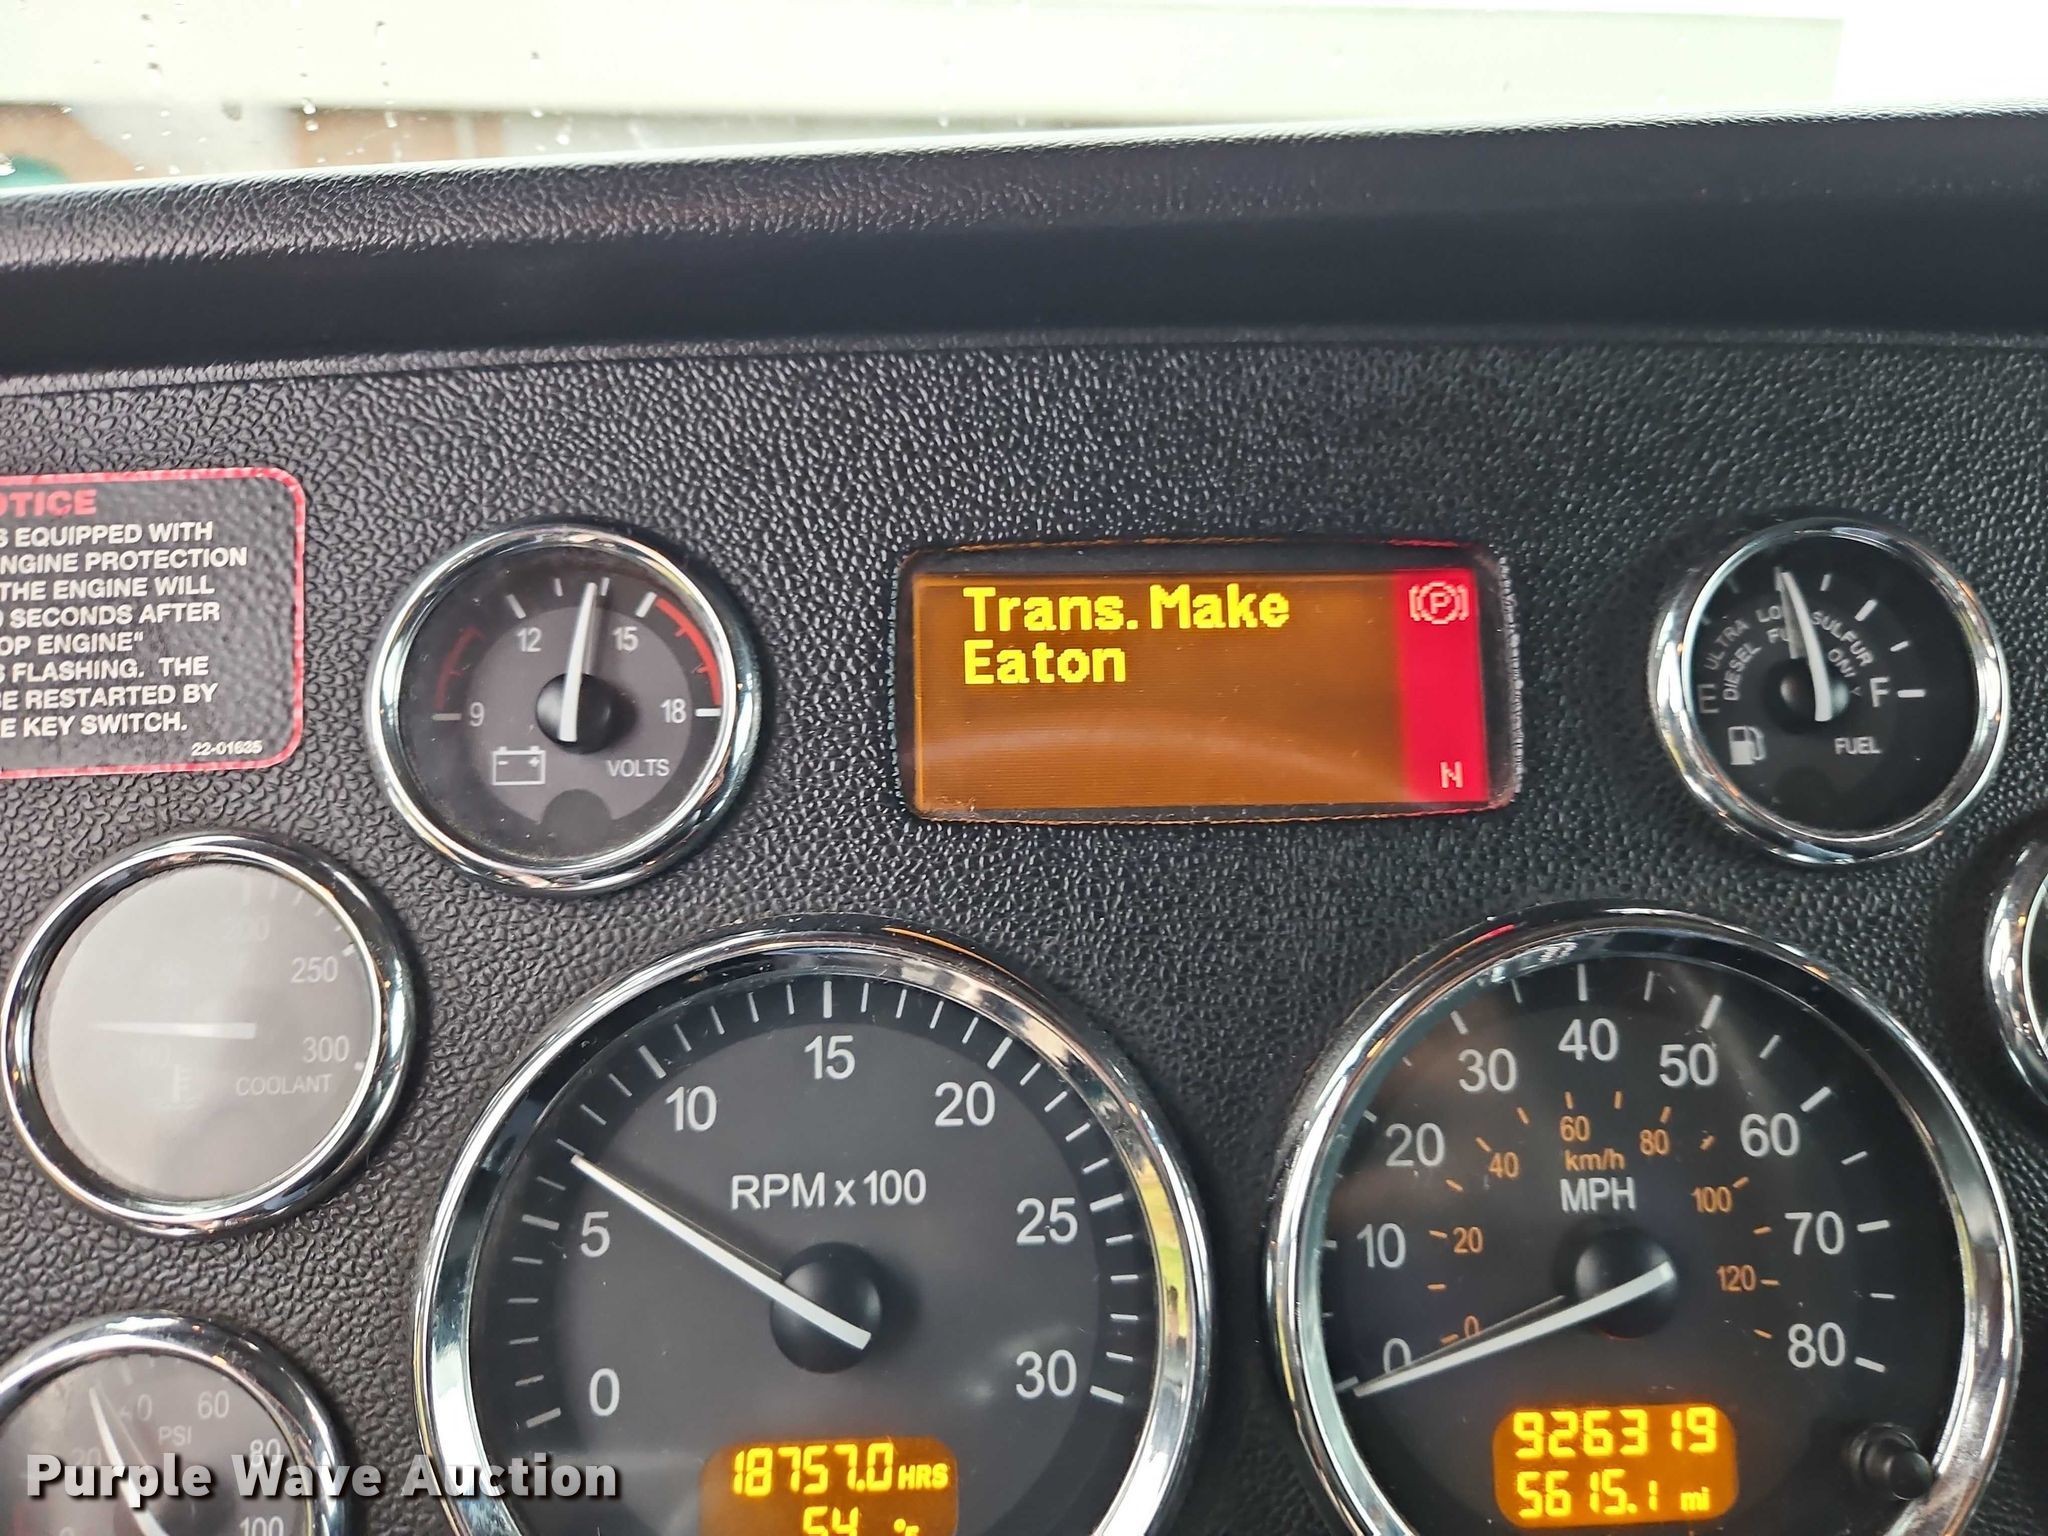 OTICE
S EQUIPPED WITH
NGINE PROTECTION
THE ENGINE WILL
SECONDS AFTER
OP ENGINE"
S FLASHING. THE
BE RESTARTED BY
E KEY SWITCH.
22-01635
12
15
9
18
VOLTS
Trans. Make
Eaton
P
N
ULTRA LOW SULFUR
DIESEL FUEL ONLY
E
F
FUEL
200
250
300
COOLANT
0
5
10
15
20
25
30
RPM x 100
18757.0 HRS
54 °F
0
10
20
30
40
50
60
70
80
0
20
40
60
80
100
120
km/h
MPH
926319
5615.1 mi
20
60
80
100
PSI
Purple Wave Auction